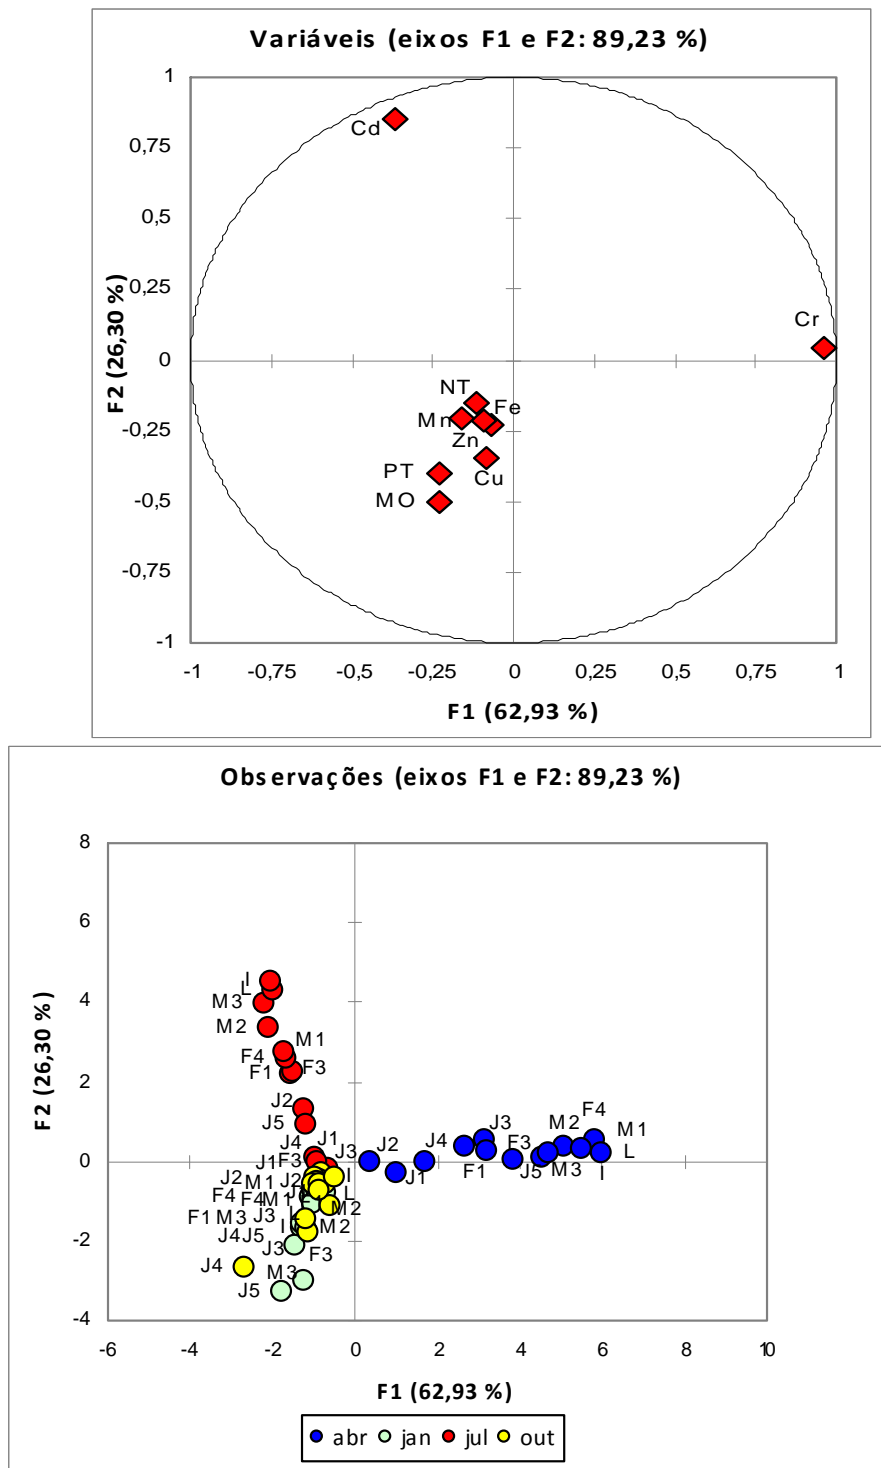 Variáveis (eixos F1 e F2: 89,23 %)
1
Cd
0,75
0,5
0,25
Cr
F2 (26,30 %)
0
NT
Fe
Mn
-0,25
Zn
PT
Cu
MO
-0,5
-0,75
-1
-1 -0,75 -0,5 -0,25 0 0,25 0,5 0,75 1
F1 (62,93 %)
Observações (eixos F1 e F2: 89,23 %)
8
6
I
L
4
M3
M2
M1
F4
F1 F3
2
F2 (26,30 %)
J2
J5
J4 J1
J3 J2 J4 J3 F1 F3 J1 J5 M2 M3 F4 M1 L I
0
J1 F3 J3
J2 M1 J2 I
F4 F4 M1 L
F1 M3 J3 L M2
J4 J5 I M2
-2
J3 F3
J4
M3
J5
-4
-6 -4 -2 0 2 4 6 8 10
F1 (62,93 %)
abr jan jul out